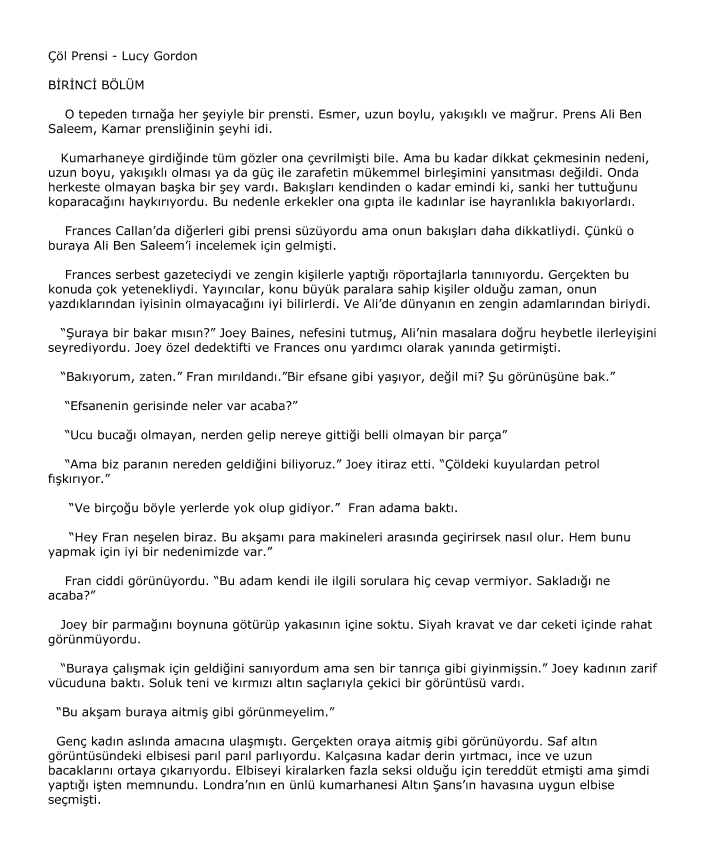 Çöl Prensi - Lucy Gordon
BİRİNCİ BÖLÜM
O tepeden tırnağa her şeyiyle bir prensti. Esmer, uzun boylu, yakışıklı ve mağrur. Prens Ali Ben
Saleem, Kamar prensliğinin şeyhi idi.
Kumarhaneye girdiğinde tüm gözler ona çevrilmişti bile. Ama bu kadar dikkat çekmesinin nedeni,
uzun boyu, yakışıklı olması ya da güç ile zarafetin mükemmel birleşimini yansıtması değildi. Onda
herkeste olmayan başka bir şey vardı. Bakışları kendinden o kadar emindi ki, sanki her tuttuğunu
koparacağını haykırıyordu. Bu nedenle erkekler ona gıpta ile kadınlar ise hayranlıkla bakıyorlardı.
Frances Callan’da diğerleri gibi prensi süzüyordu ama onun bakışları daha dikkatliydi. Çünkü o
buraya Ali Ben Saleem’i incelemek için gelmişti.
Frances serbest gazeteciydi ve zengin kişilerle yaptığı röportajlarla tanınıyordu. Gerçekten bu
konuda çok yetenekliydi. Yayıncılar, konu büyük paralara sahip kişiler olduğu zaman, onun
yazdıklarından iyisinin olmayacağını iyi bilirlerdi. Ve Ali’de dünyanın en zengin adamlarından biriydi.
“Şuraya bir bakar mısın?” Joey Baines, nefesini tutmuş, Ali’nin masalara doğru heybetle ilerleyişini
seyrediyordu. Joey özel dedektifti ve Frances onu yardımcı olarak yanında getirmişti.
“Bakıyorum, zaten.” Fran mırıldandı.”Bir efsane gibi yaşıyor, değil mi? Şu görünüşüne bak.”
“Efsanenin gerisinde neler var acaba?”
“Ucu bucağı olmayan, nerden gelip nereye gittiği belli olmayan bir parça”
“Ama biz paranın nereden geldiğini biliyoruz.” Joey itiraz etti. “Çöldeki kuyulardan petrol
fışkırıyor.”
“Ve birçoğu böyle yerlerde yok olup gidiyor.”  Fran adama baktı.
“Hey Fran neşelen biraz. Bu akşamı para makineleri arasında geçirirsek nasıl olur. Hem bunu
yapmak için iyi bir nedenimizde var.”
Fran ciddi görünüyordu. “Bu adam kendi ile ilgili sorulara hiç cevap vermiyor. Sakladığı ne
acaba?”
Joey bir parmağını boynuna götürüp yakasının içine soktu. Siyah kravat ve dar ceketi içinde rahat
görünmüyordu.
“Buraya çalışmak için geldiğini sanıyordum ama sen bir tanrıça gibi giyinmişsin.” Joey kadının zarif
vücuduna baktı. Soluk teni ve kırmızı altın saçlarıyla çekici bir görüntüsü vardı.
“Bu akşam buraya aitmiş gibi görünmeyelim.”
Genç kadın aslında amacına ulaşmıştı. Gerçekten oraya aitmiş gibi görünüyordu. Saf altın
görüntüsündeki elbisesi parıl parıl parlıyordu. Kalçasına kadar derin yırtmacı, ince ve uzun
bacaklarını ortaya çıkarıyordu. Elbiseyi kiralarken fazla seksi olduğu için tereddüt etmişti ama şimdi
yaptığı işten memnundu. Londra’nın en ünlü kumarhanesi Altın Şans’ın havasına uygun elbise
seçmişti.